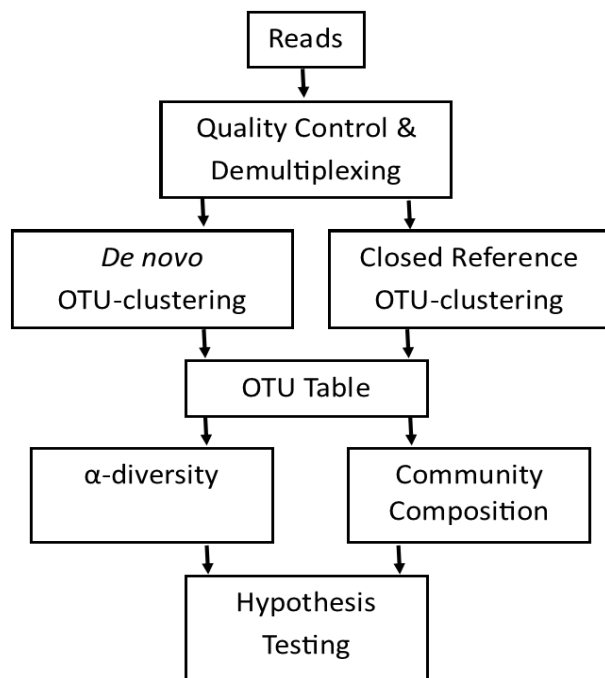 Reads
Quality Control &
Demultiplexing
De novo
OTU-clustering
Closed Reference
OTU-clustering
OTU Table
α-diversity
Community
Composition
Hypothesis
Testing